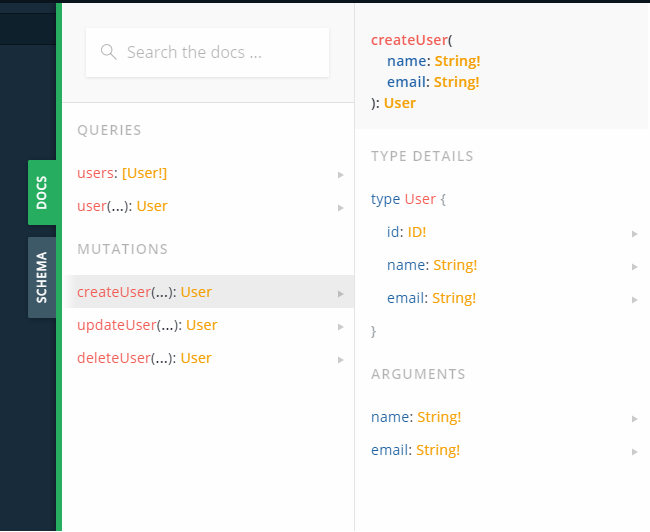 DOCS
SCHEMA
Search the docs ...
QUERIES
users: [User!]
user(...): User
MUTATIONS
createUser(...): User
updateUser(...): User
deleteUser(...): User
createUser(
name: String!
email: String!
): User
TYPE DETAILS
type User {
id: ID!
name: String!
email: String!
}
ARGUMENTS
name: String!
email: String!